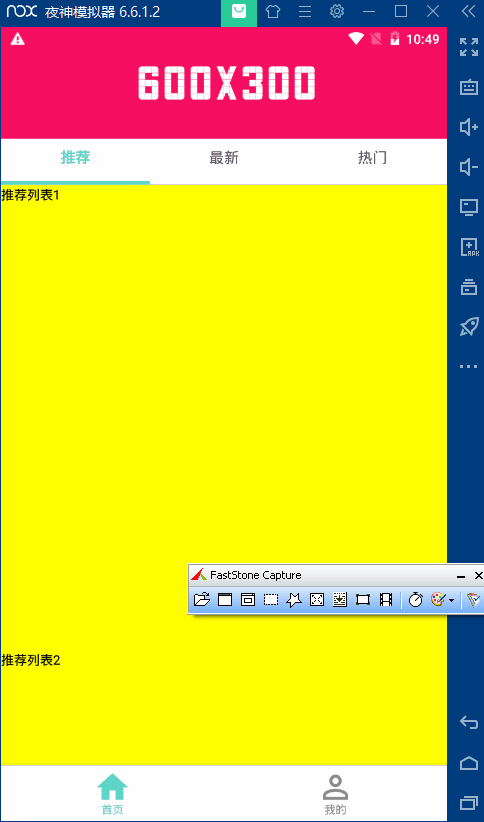 nox 夜神模拟器 6.6.1.2
10:49
600X300
推荐 最新 热门
推荐列表1
APK
FastStone Capture
推荐列表2
首页 我的